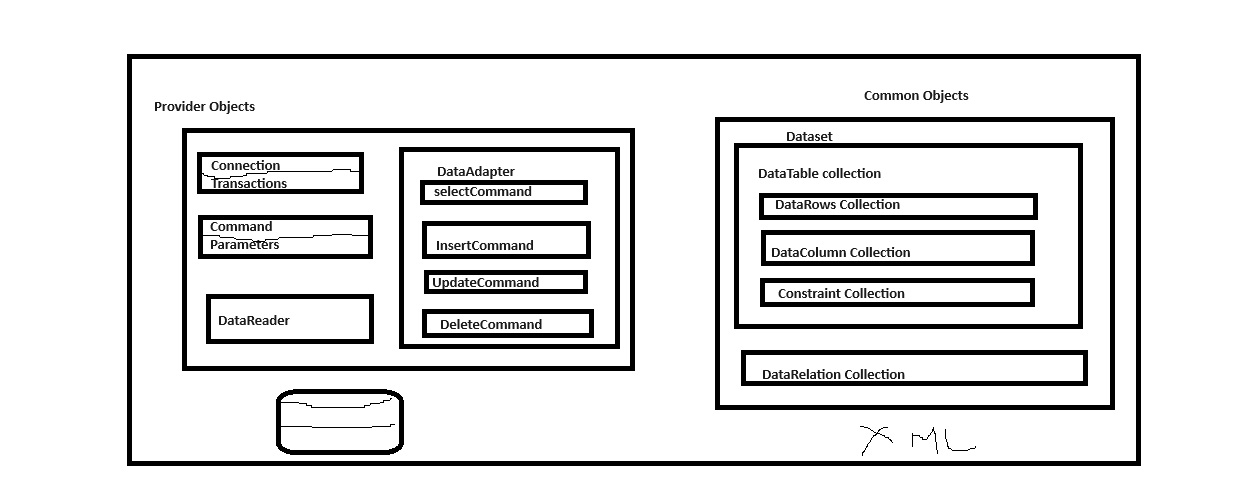 Provider Objects
Connection
Transactions
Command
Parameters
DataReader
DataAdapter
selectCommand
InsertCommand
UpdateCommand
DeleteCommand
Common Objects
Dataset
DataTable collection
DataRows Collection
DataColumn Collection
Constraint Collection
DataRelation Collection
XML